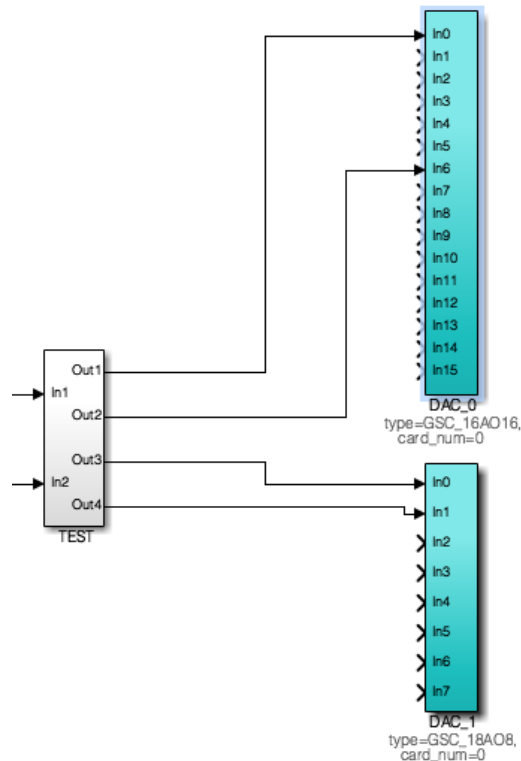 In0
In1
In2
In3
In4
In5
In6
In7
In8
In9
In10
In11
In12
In13
In14
In15
DAC_0
type=GSC_16AO16,
card_num=0
Out1
In1
Out2
Out3
In2
Out4
TEST
In0
In1
In2
In3
In4
In5
In6
In7
DAC_1
type=GSC_18AO8,
card_num=0